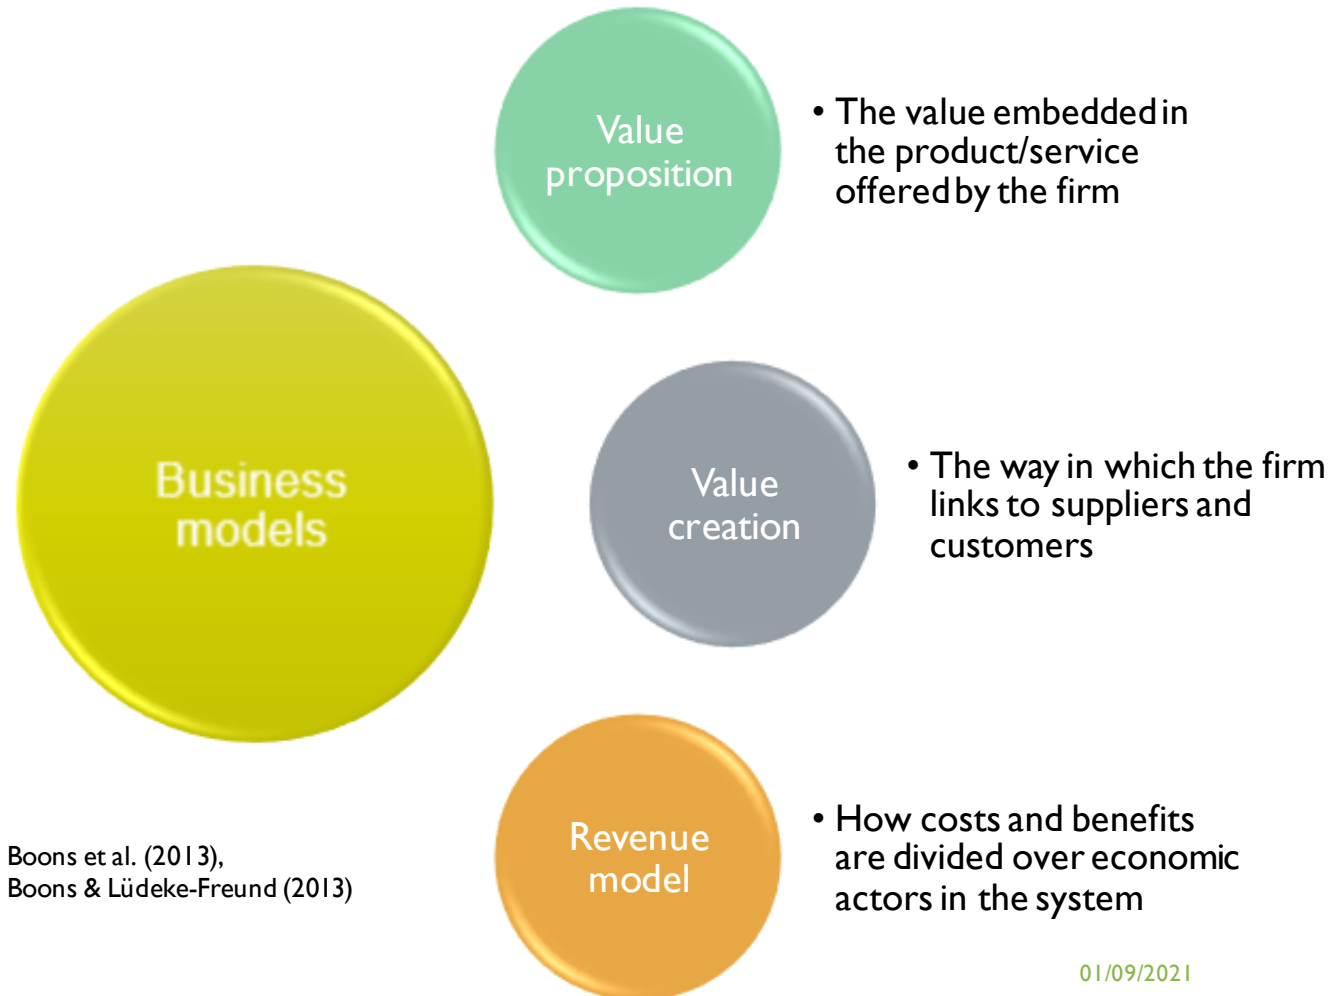 Value
proposition
• The value embedded in
the product/service
offered by the firm
Business
models
Value
creation
• The way in which the firm
links to suppliers and
customers
Revenue
model
• How costs and benefits
are divided over economic
actors in the system
Boons et al. (2013),
Boons & Lüdeke-Freund (2013)
01/09/2021